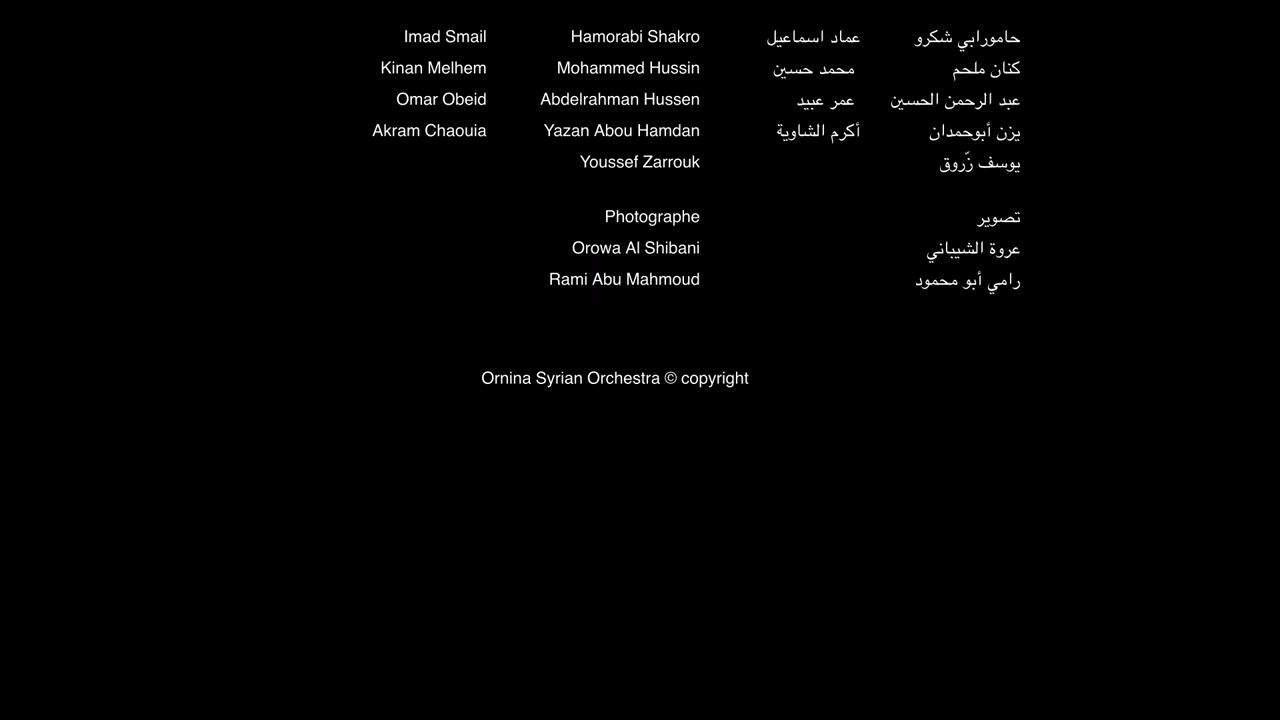 Imad Smail Hamorabi Shakro عماد اسماعيل حامورابي شكرو
Kinan Melhem Mohammed Hussin محمد حسين كنان ملحم
Omar Obeid Abdelrahman Hussen عمر عبيد عبد الرحمن الحسين
Akram Chaouia Yazan Abou Hamdan أكرم الشاوية يزن أبوحمدان
Youssef Zarrouk يوسف زّروق
Photographe تصوير
Orowa Al Shibani عروة الشيباني
Rami Abu Mahmoud رامي أبو محمود
Ornina Syrian Orchestra © copyright